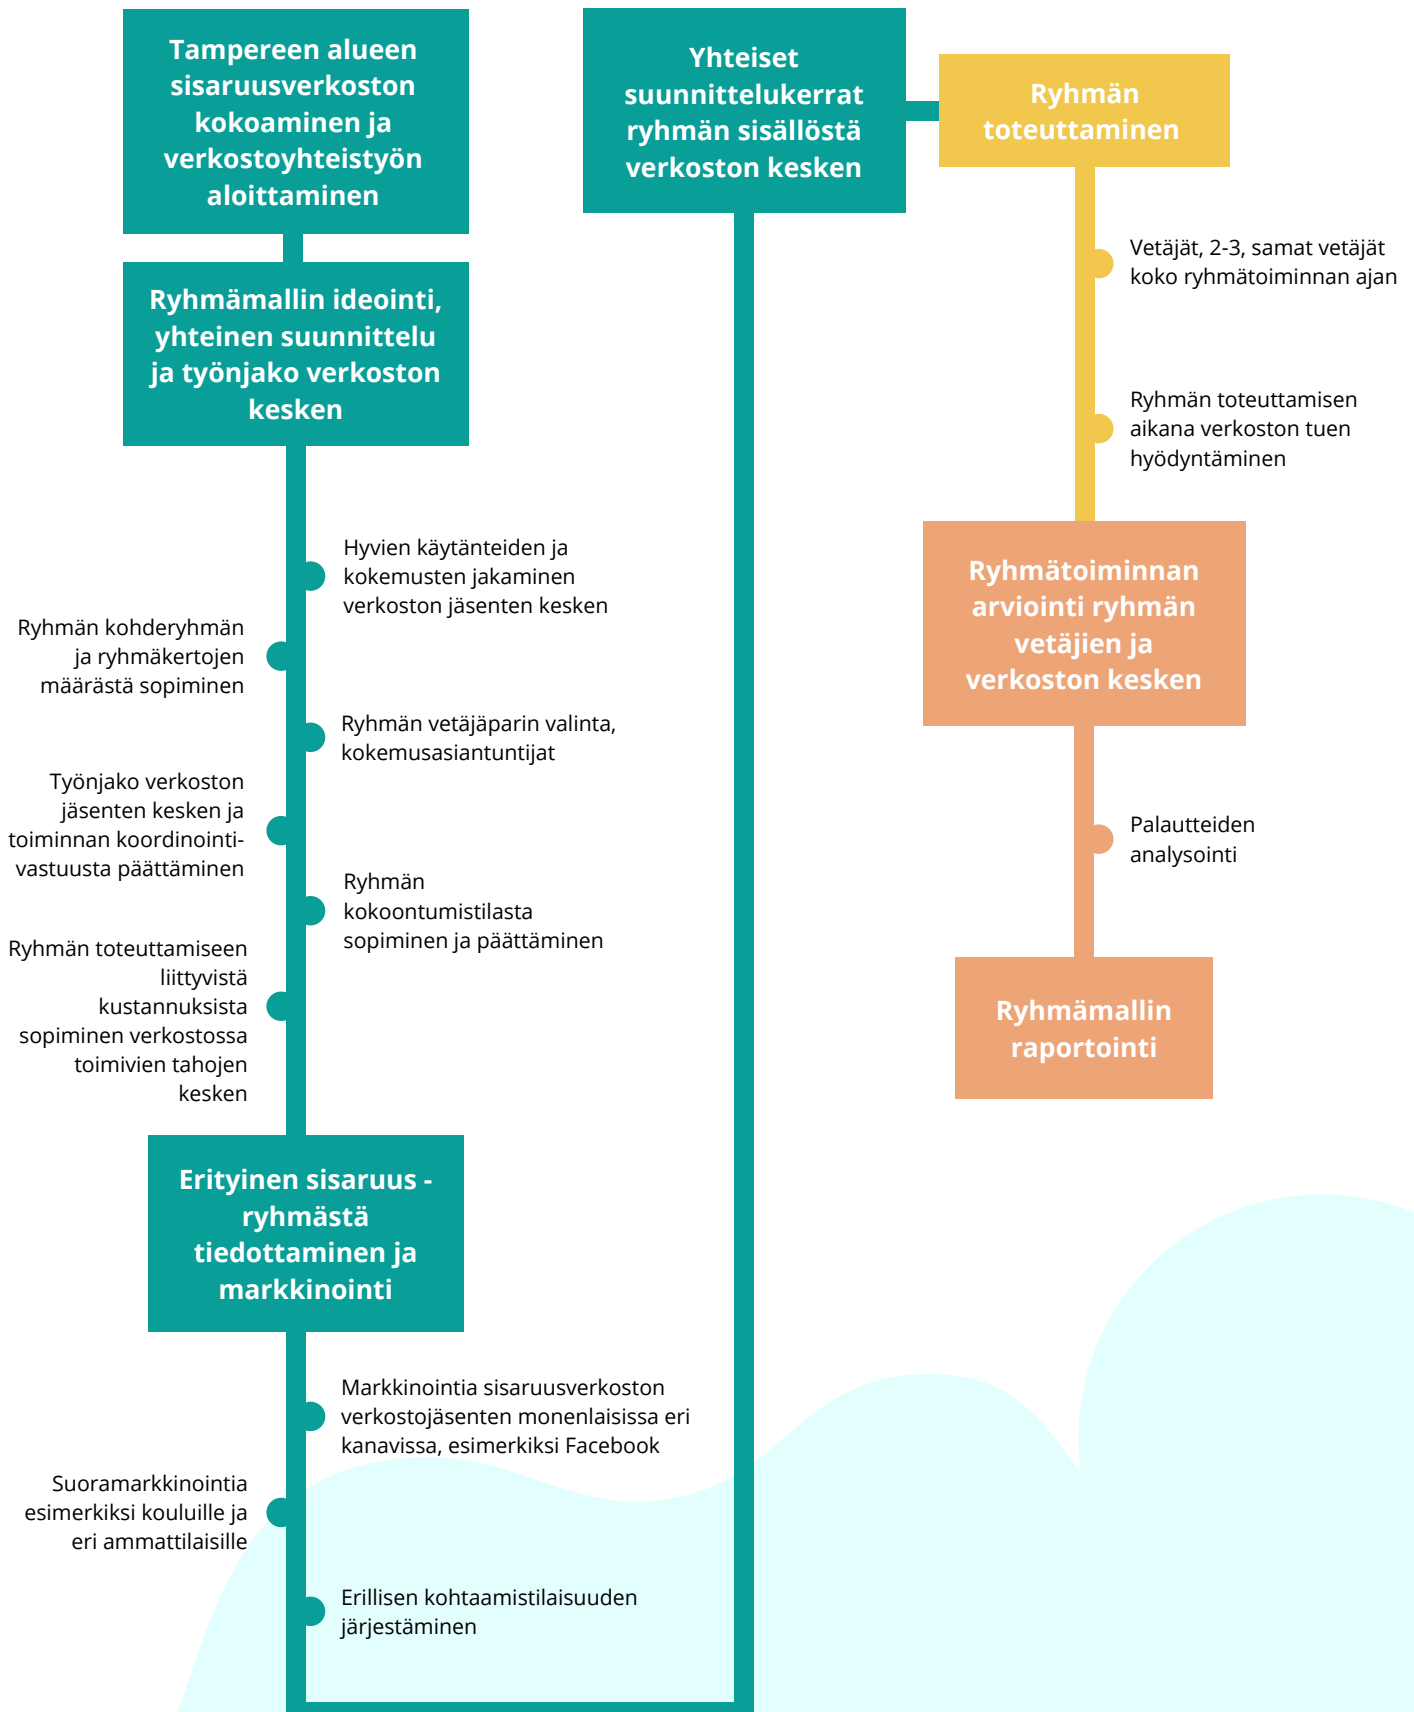 Tampereen alueen
sisaruusverkoston
kokoaminen ja
verkostoyhteistyön
aloittaminen
Ryhmämallin ideointi,
yhteinen suunnittelu
ja työnjako verkoston
kesken
Hyvien käytänteiden ja
kokemusten jakaminen
verkoston jäsenten kesken
Ryhmän kohderyhmän
ja ryhmäkertojen
määrästä sopiminen
Ryhmän vetäjäparin valinta,
kokemusasiantuntijat
Työnjako verkoston
jäsenten kesken ja
toiminnan koordinointi-
vastuusta päättäminen
Ryhmän
kokoontumistilasta
sopiminen ja päättäminen
Ryhmän toteuttamiseen
liittyvistä
kustannuksista
sopiminen verkostossa
toimivien tahojen
kesken
Erityinen sisaruus -
ryhmästä
tiedottaminen ja
markkinointi
Markkinointia sisaruusverkoston
verkostojäsenten monenlaisissa eri
kanavissa, esimerkiksi Facebook
Suoramarkkinointia
esimerkiksi kouluille ja
eri ammattilaisille
Erillisen kohtaamistilaisuuden
järjestäminen
Yhteiset
suunnittelukerrat
ryhmän sisällöstä
verkoston kesken
Ryhmän
toteuttaminen
Vetäjät, 2-3, samat vetäjät
koko ryhmätoiminnan ajan
Ryhmän toteuttamisen
aikana verkoston tuen
hyödyntäminen
Ryhmätoiminnan
arviointi ryhmän
vetäjien ja
verkoston kesken
Palautteiden
analysointi
Ryhmämallin
raportointi